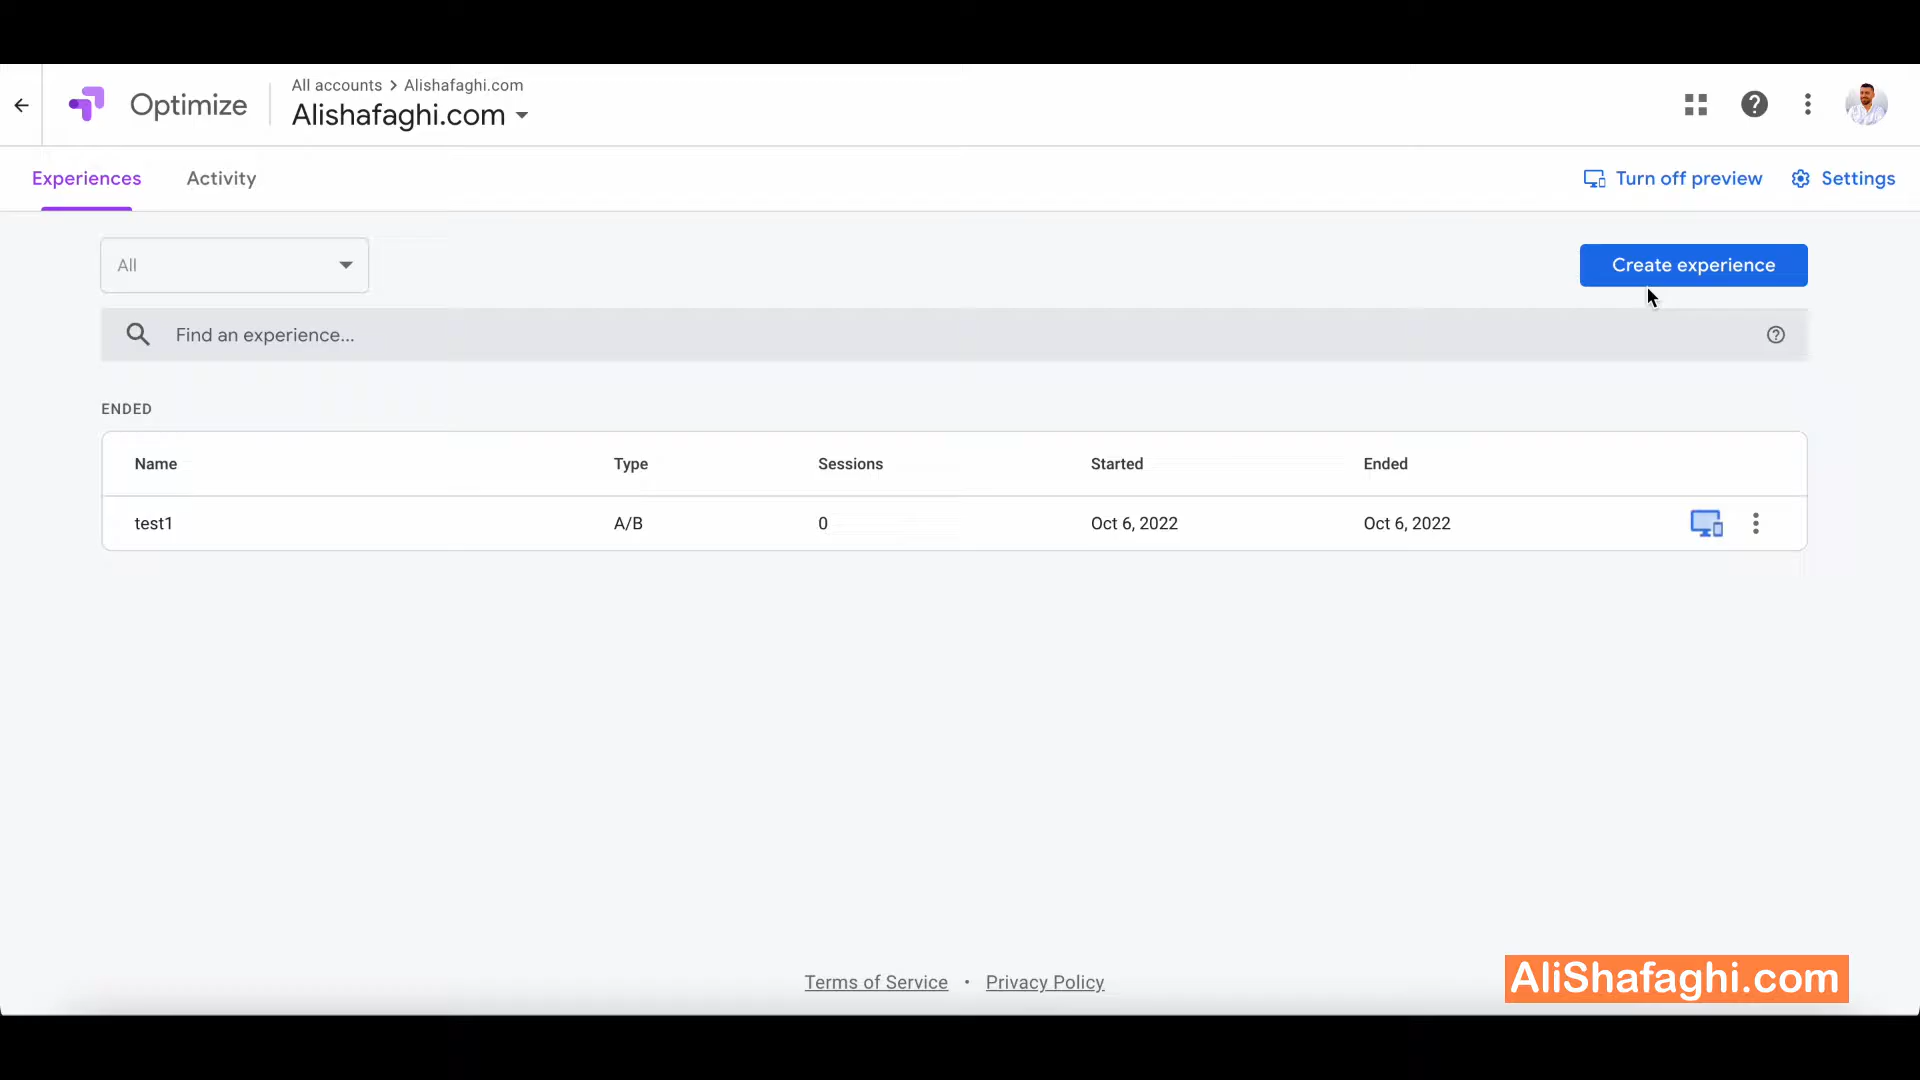 All accounts > Alishafaghi.com
Optimize
Alishafaghi.com
Experiences
Activity
Turn off preview
Settings
All
Create experience
Find an experience...
ENDED
Name Type Sessions Started Ended
test1 A/B 0 Oct 6, 2022 Oct 6, 2022
Terms of Service • Privacy Policy
AliShafaghi.com